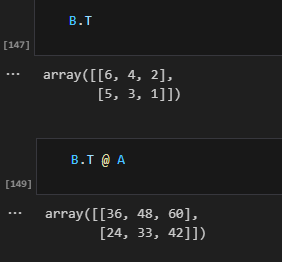 B.T
[147]
... array([[6, 4, 2],
[5, 3, 1]])
B.T @ A
[149]
... array([[36, 48, 60],
[24, 33, 42]])